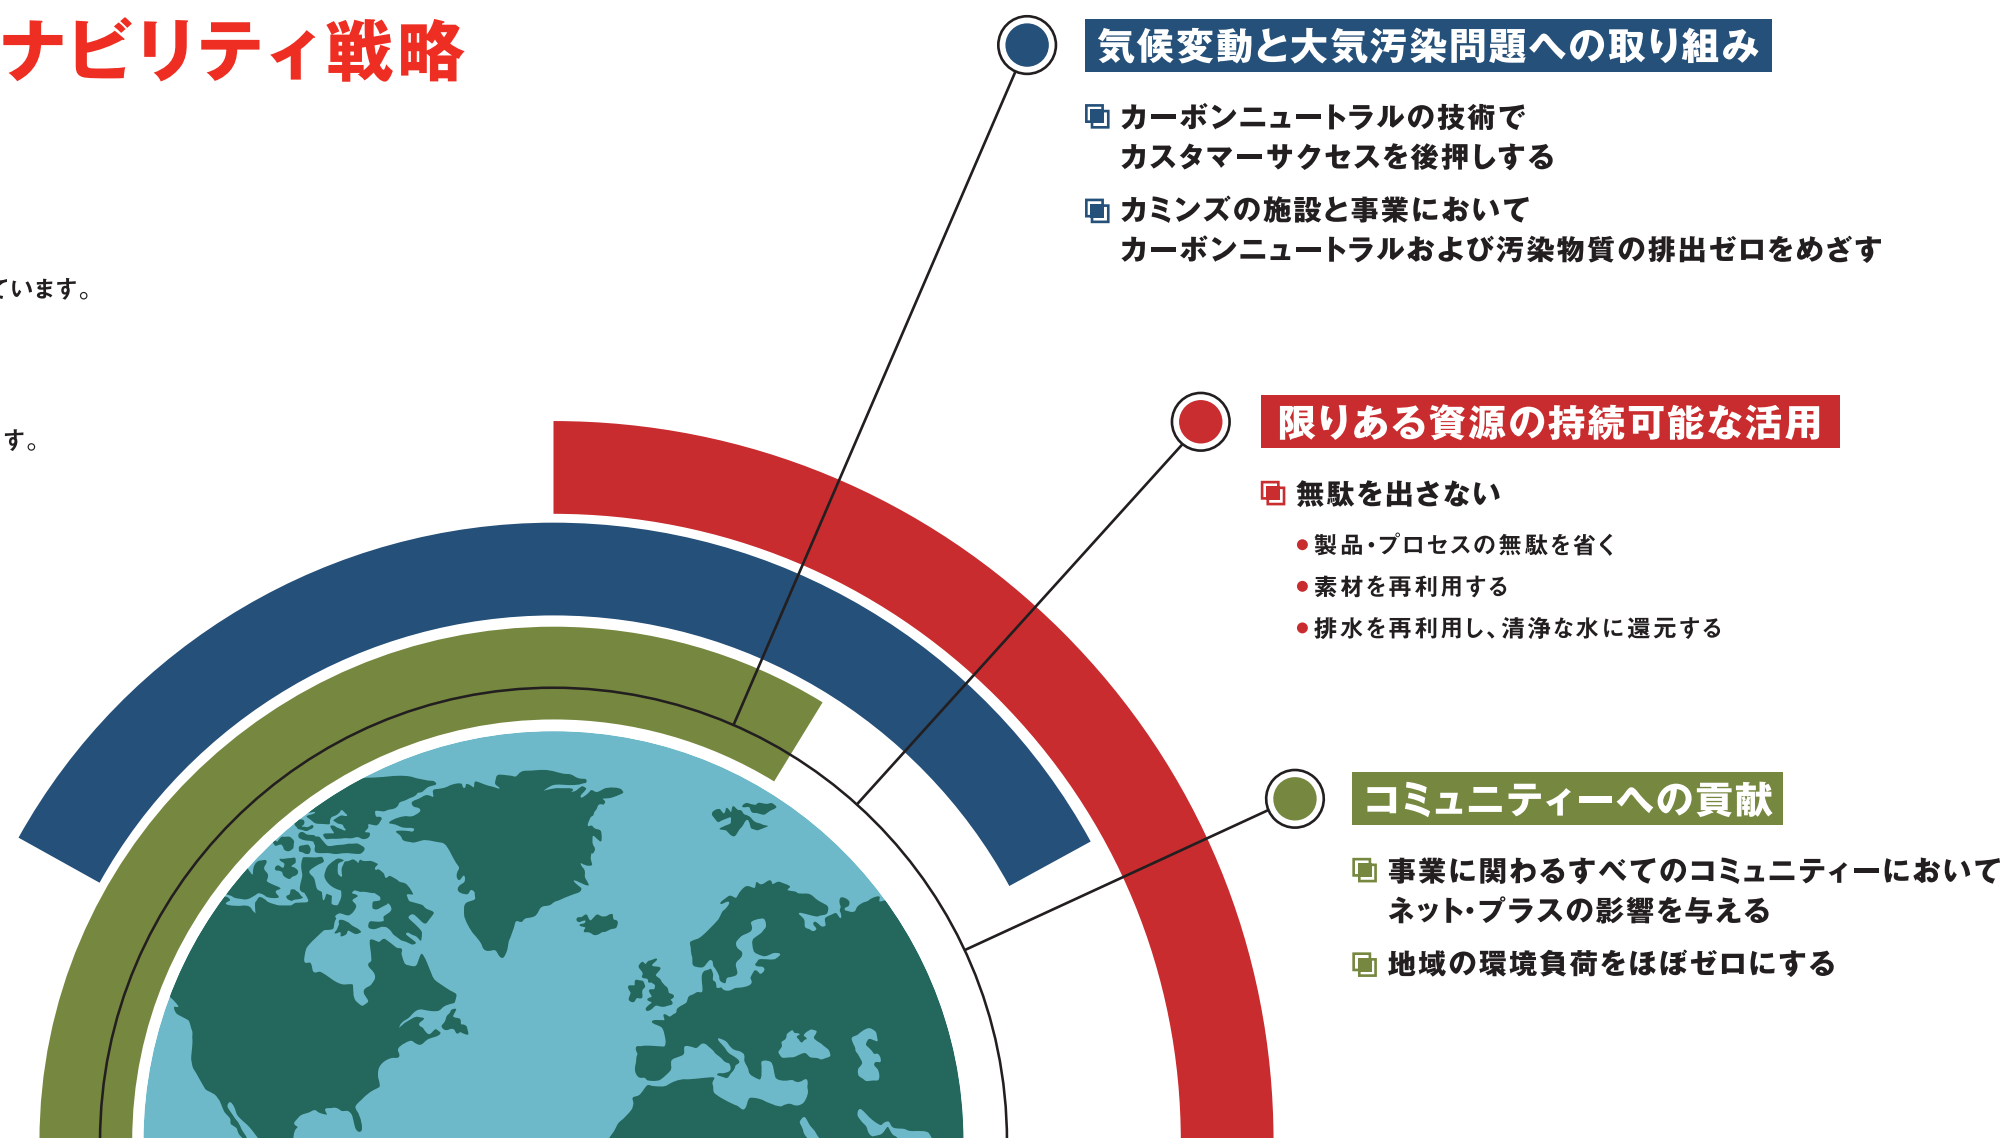 ナビリティ戦略
ています。
す。
気候変動と大気汚染問題への取り組み
カーボンニュートラルの技術で
カスタマーサクセスを後押しする
カミンズの施設と事業において
カーボンニュートラルおよび汚染物質の排出ゼロをめざす
限りある資源の持続可能な活用
無駄を出さない
・製品・プロセスの無駄を省く
・素材を再利用する
・排水を再利用し、清浄な水に還元する
コミュニティーへの貢献
事業に関わるすべてのコミュニティーにおいて
ネット・プラスの影響を与える
地域の環境負荷をほぼゼロにする